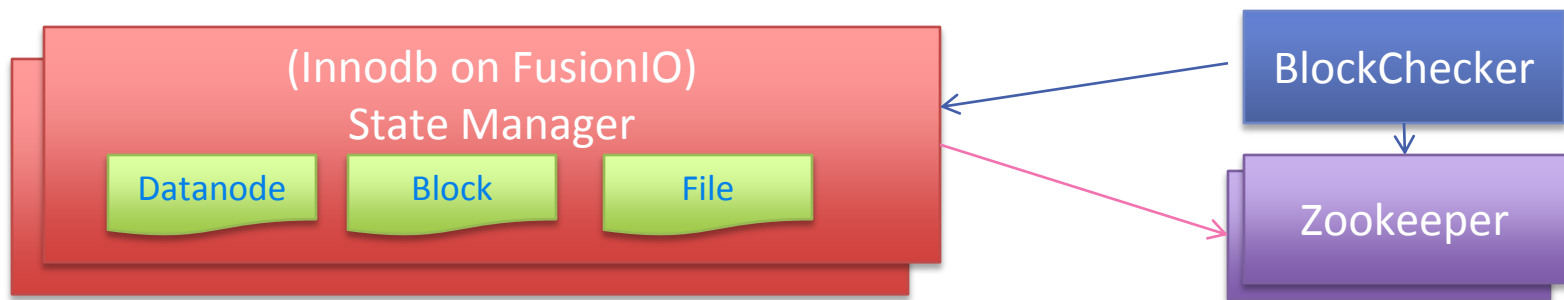 (Innodb on FusionIO)
State Manager
Datanode
Block
File
BlockChecker
Zookeeper